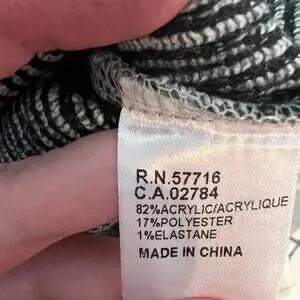 R.N.57716
C.A.02784
82%ACRYLIC/ACRYLIQUE
17%POLYESTER
1%ELASTANE
MADE IN CHINA